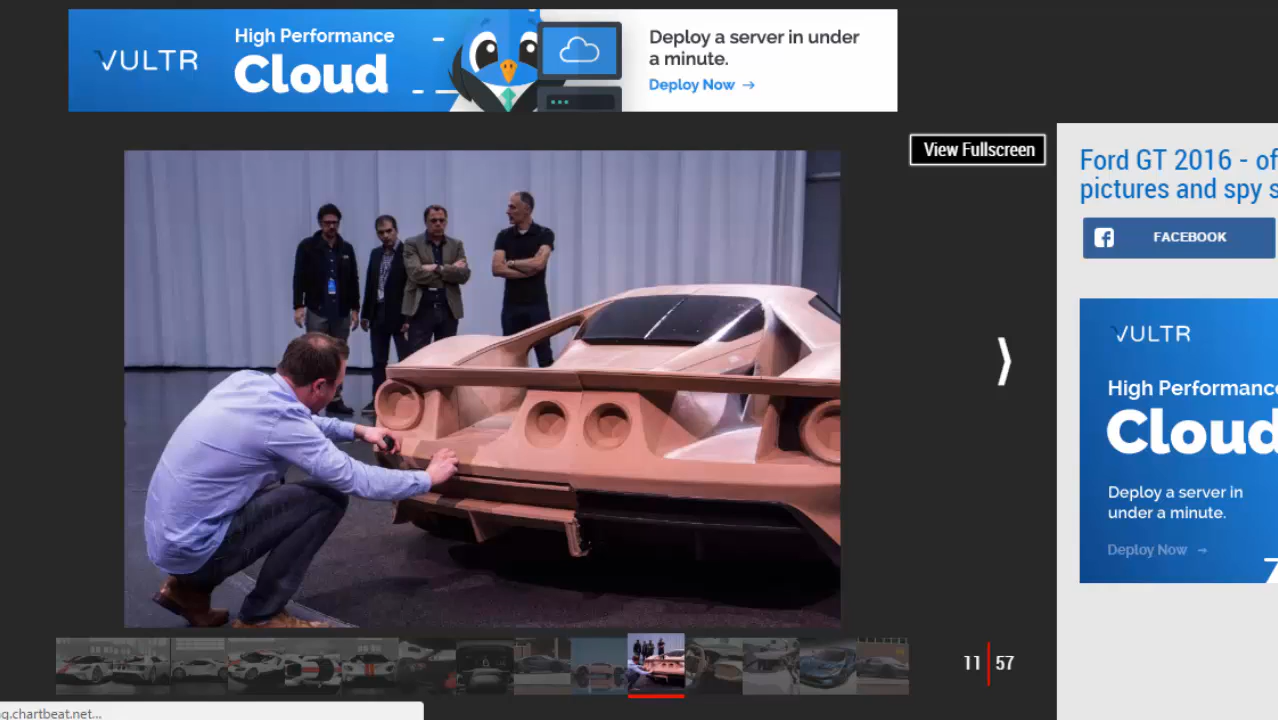 VULTR
High Performance
Cloud
Deploy a server in under
a minute.
Deploy Now →
View Fullscreen
Ford GT 2016 - of
pictures and spy s
FACEBOOK
VULTR
High Performance
Cloud
Deploy a server in
under a minute.
Deploy Now →
11 57
g.chartbeat.net...